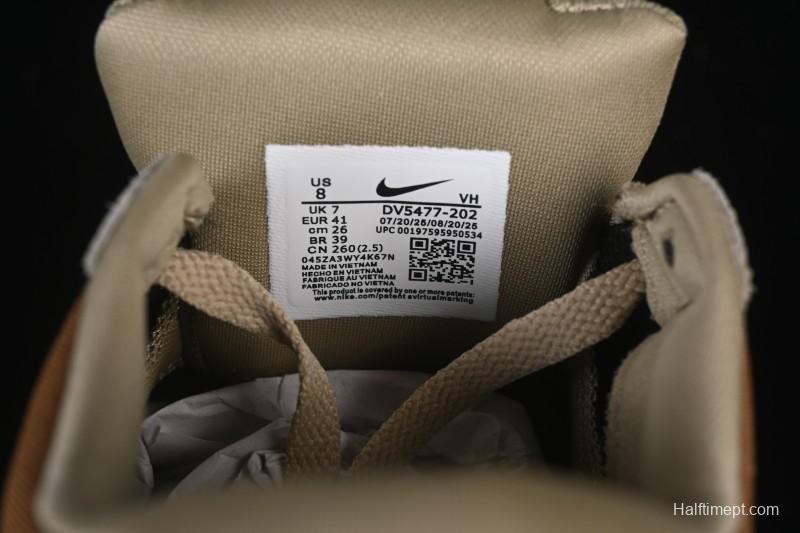 US
8
VH
UK 7
DV5477-202
EUR 41
07/20/25/08/20/25
cm 26
UPC 00197595950534
BR 39
CN 260(2.5)
045ZA3WY4K67N
MADE IN VIETNAM
HECHO EN VIETNAM
FABRIQUE AU VIETNAM
FABRICADO NO VIETNA
This product is covered by one or more patents:
www.nike.com/patent svirtualmarking
Halftimept.com